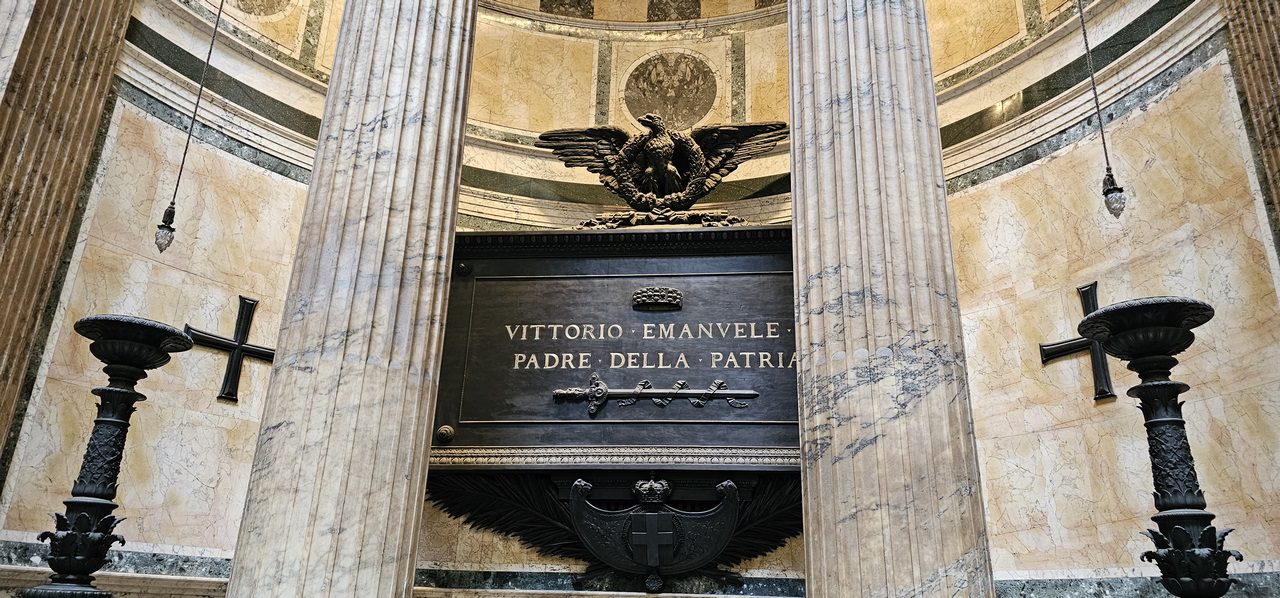 VITTORIO · EMANVELE ·
PADRE · DELLA · PATRIA